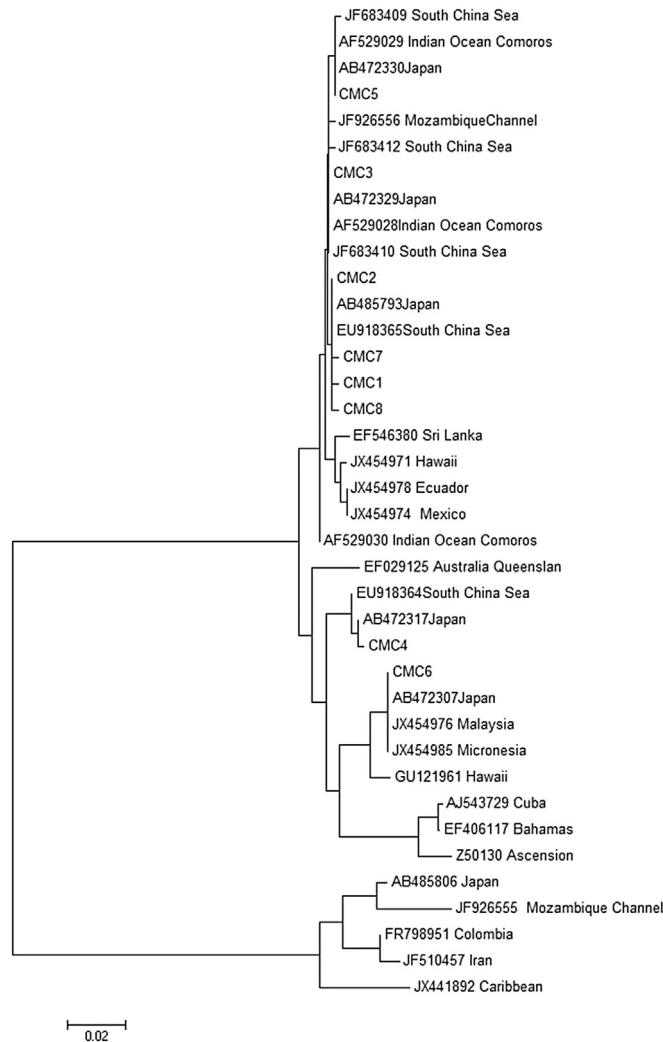 JF683409 South China Sea
AF529029 Indian Ocean Comoros
AB472330Japan
CMC5
JF926556 MozambiqueChannel
JF683412 South China Sea
CMC3
AB472329Japan
AF529028Indian Ocean Comoros
JF683410 South China Sea
CMC2
AB485793Japan
EU918365South China Sea
CMC7
CMC1
CMC8
EF546380 Sri Lanka
JX454971 Hawaii
JX454978 Ecuador
JX454974 Mexico
AF529030 Indian Ocean Comoros
EF029125 Australia Queenslan
EU918364South China Sea
AB472317Japan
CMC4
CMC6
AB472307Japan
JX454976 Malaysia
JX454985 Micronesia
GU121961 Hawaii
AJ543729 Cuba
EF406117 Bahamas
Z50130 Ascension
AB485806 Japan
JF926555 Mozambique Channel
FR798951 Colombia
JF510457 Iran
JX441892 Caribbean
0.02